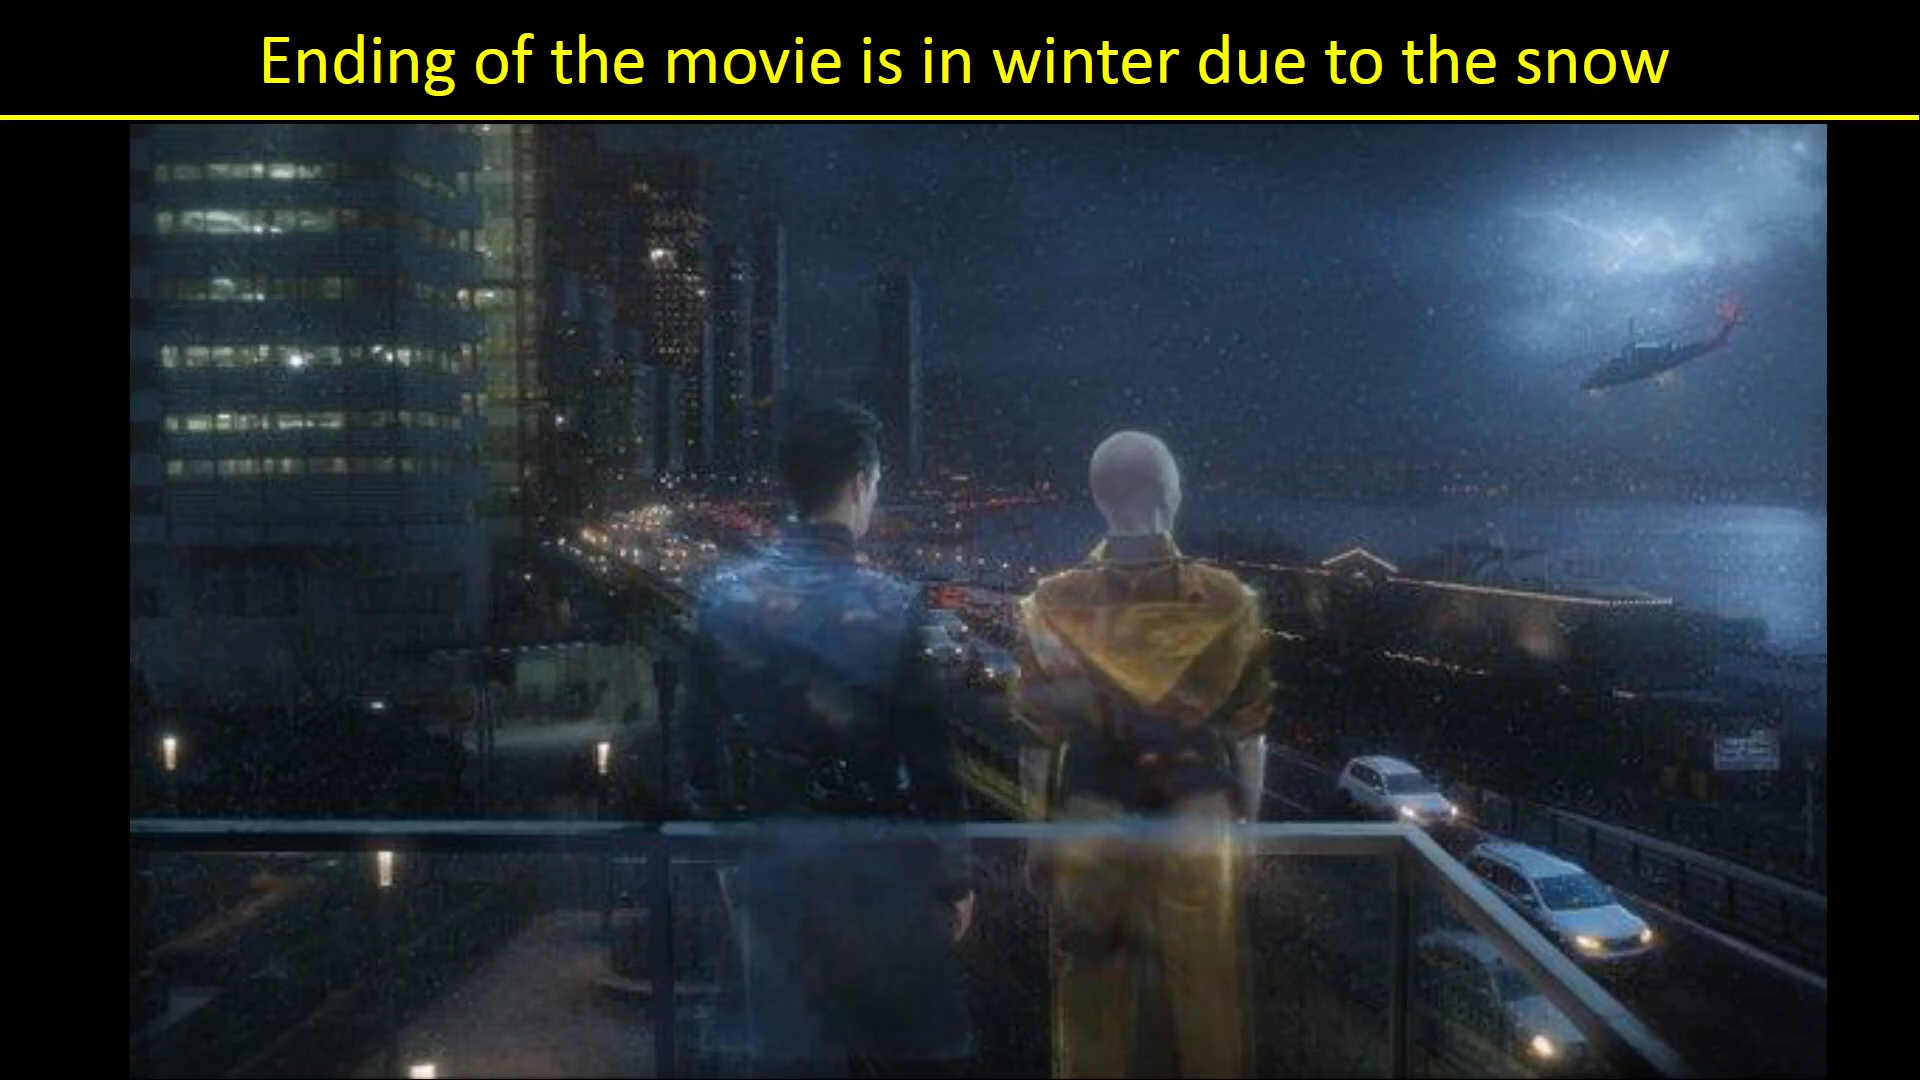 Ending of the movie is in winter due to the snow